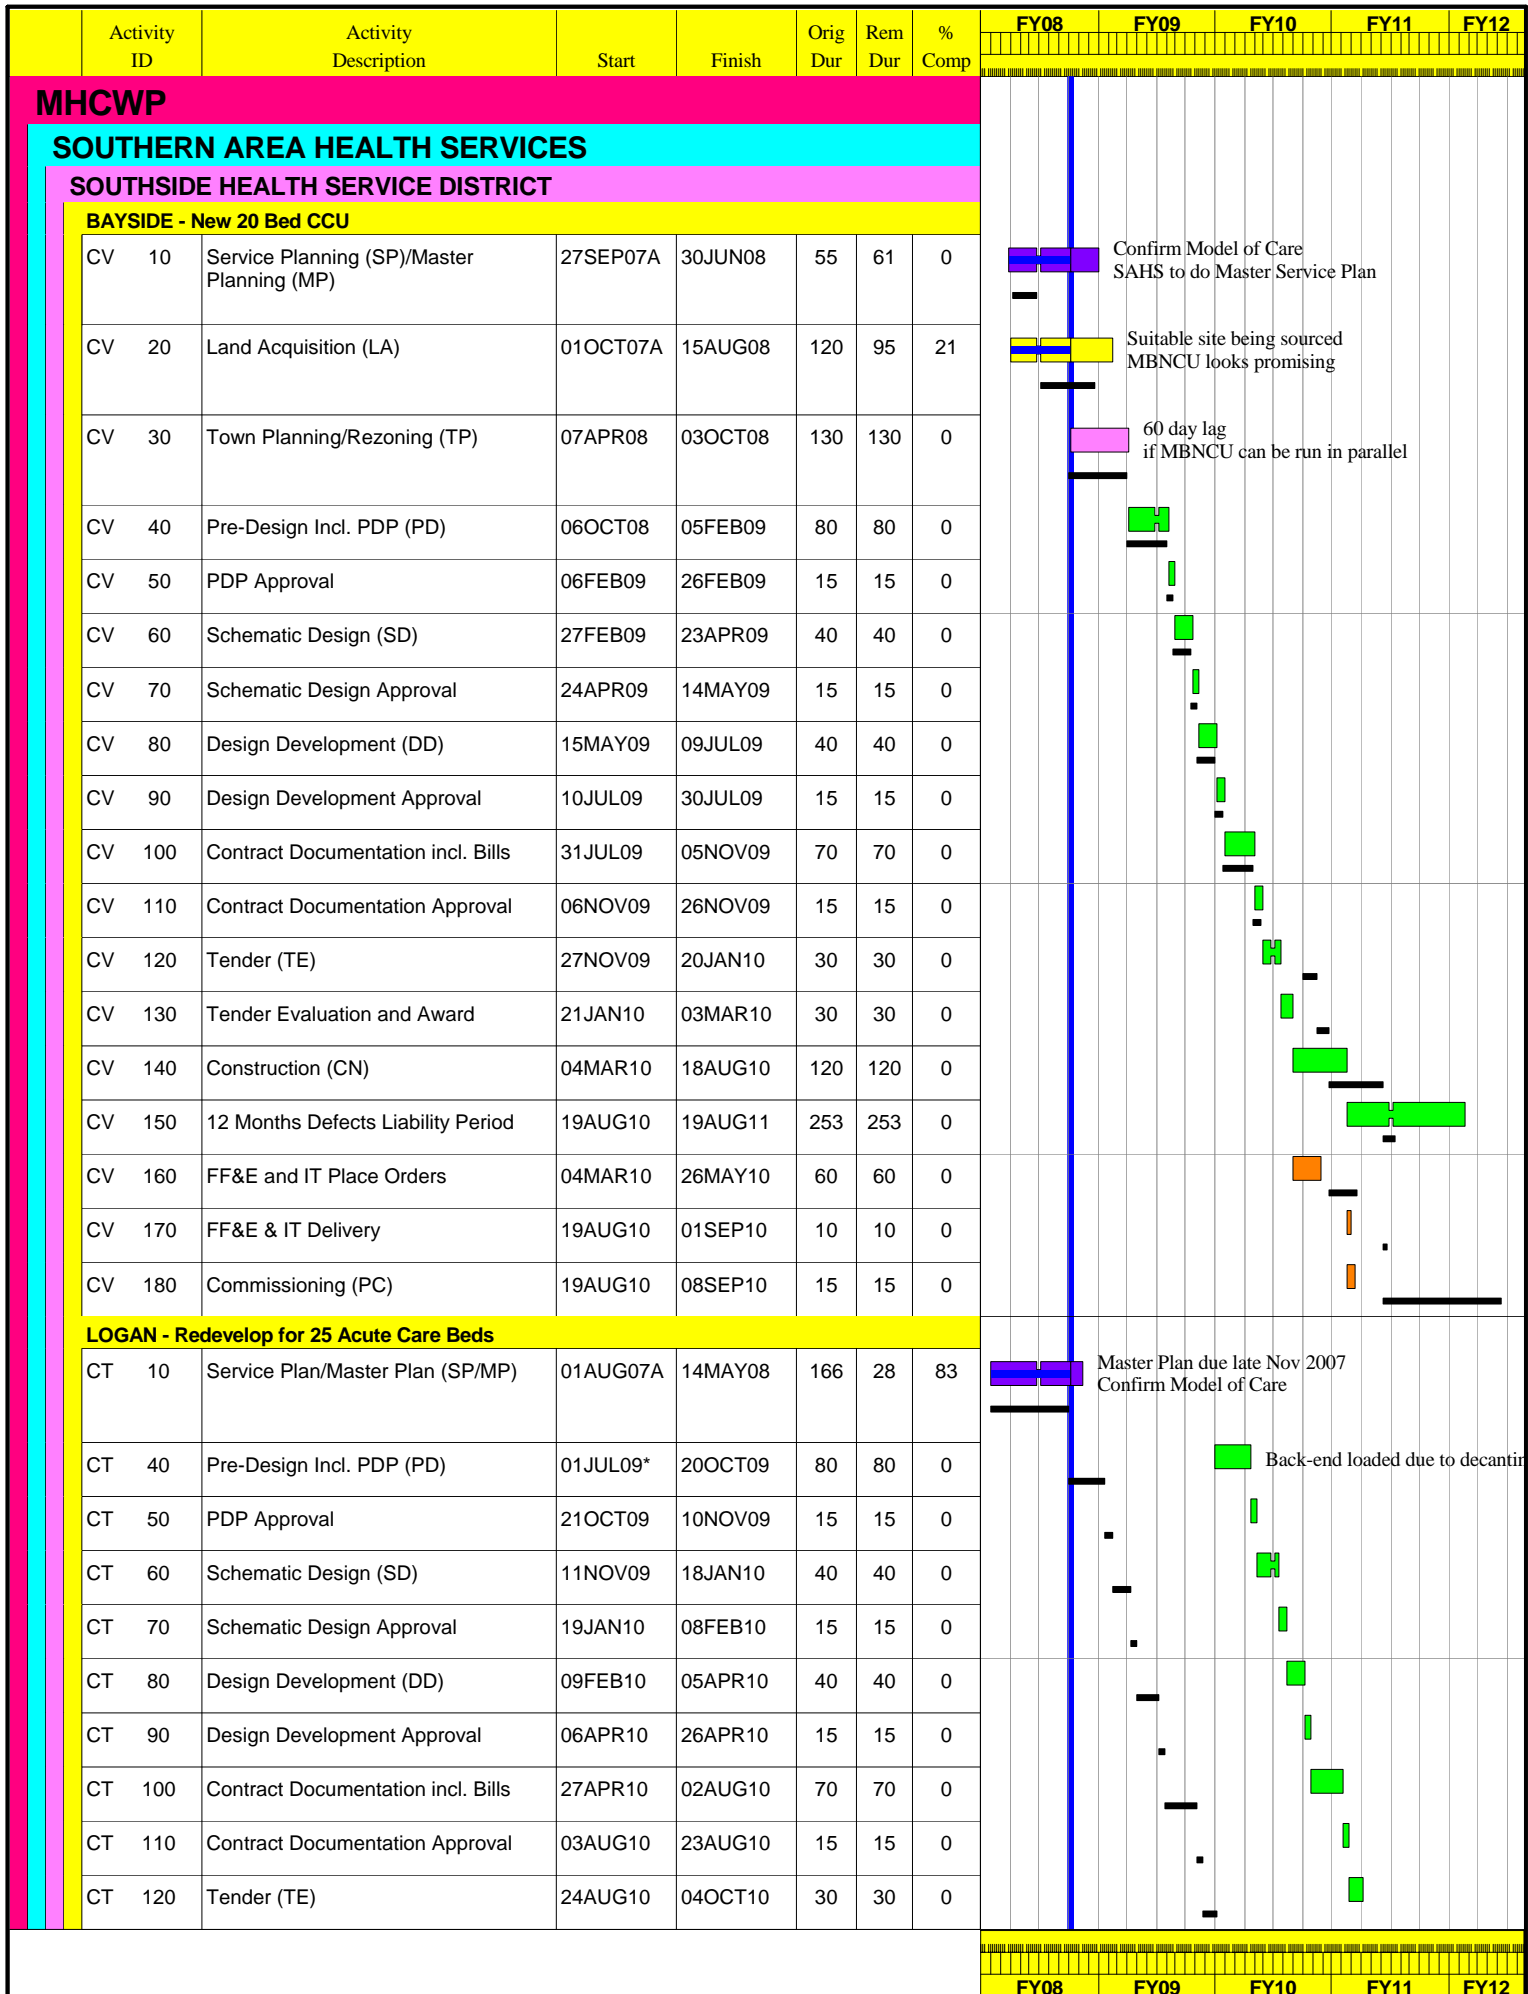 Activity ID Activity Description Start Finish Orig Dur Rem Dur % Comp FY08 FY09 FY10 FY11 FY12
MHCWP
SOUTHERN AREA HEALTH SERVICES
SOUTHSIDE HEALTH SERVICE DISTRICT
BAYSIDE - New 20 Bed CCU
CV 10 Service Planning (SP)/Master Planning (MP) 27SEP07A 30JUN08 55 61 0
Confirm Model of Care
SAHS to do Master Service Plan
CV 20 Land Acquisition (LA) 01OCT07A 15AUG08 120 95 21
Suitable site being sourced
MBNCU looks promising
CV 30 Town Planning/Rezoning (TP) 07APR08 03OCT08 130 130 0
60 day lag
if MBNCU can be run in parallel
CV 40 Pre-Design Incl. PDP (PD) 06OCT08 05FEB09 80 80 0
CV 50 PDP Approval 06FEB09 26FEB09 15 15 0
CV 60 Schematic Design (SD) 27FEB09 23APR09 40 40 0
CV 70 Schematic Design Approval 24APR09 14MAY09 15 15 0
CV 80 Design Development (DD) 15MAY09 09JUL09 40 40 0
CV 90 Design Development Approval 10JUL09 30JUL09 15 15 0
CV 100 Contract Documentation incl. Bills 31JUL09 05NOV09 70 70 0
CV 110 Contract Documentation Approval 06NOV09 26NOV09 15 15 0
CV 120 Tender (TE) 27NOV09 20JAN10 30 30 0
CV 130 Tender Evaluation and Award 21JAN10 03MAR10 30 30 0
CV 140 Construction (CN) 04MAR10 18AUG10 120 120 0
CV 150 12 Months Defects Liability Period 19AUG10 19AUG11 253 253 0
CV 160 FF&E and IT Place Orders 04MAR10 26MAY10 60 60 0
CV 170 FF&E & IT Delivery 19AUG10 01SEP10 10 10 0
CV 180 Commissioning (PC) 19AUG10 08SEP10 15 15 0
LOGAN - Redevelop for 25 Acute Care Beds
CT 10 Service Plan/Master Plan (SP/MP) 01AUG07A 14MAY08 166 28 83
Master Plan due late Nov 2007
Confirm Model of Care
CT 40 Pre-Design Incl. PDP (PD) 01JUL09* 20OCT09 80 80 0 Back-end loaded due to decantin
CT 50 PDP Approval 21OCT09 10NOV09 15 15 0
CT 60 Schematic Design (SD) 11NOV09 18JAN10 40 40 0
CT 70 Schematic Design Approval 19JAN10 08FEB10 15 15 0
CT 80 Design Development (DD) 09FEB10 05APR10 40 40 0
CT 90 Design Development Approval 06APR10 26APR10 15 15 0
CT 100 Contract Documentation incl. Bills 27APR10 02AUG10 70 70 0
CT 110 Contract Documentation Approval 03AUG10 23AUG10 15 15 0
CT 120 Tender (TE) 24AUG10 04OCT10 30 30 0
FY08 FY09 FY10 FY11 FY12